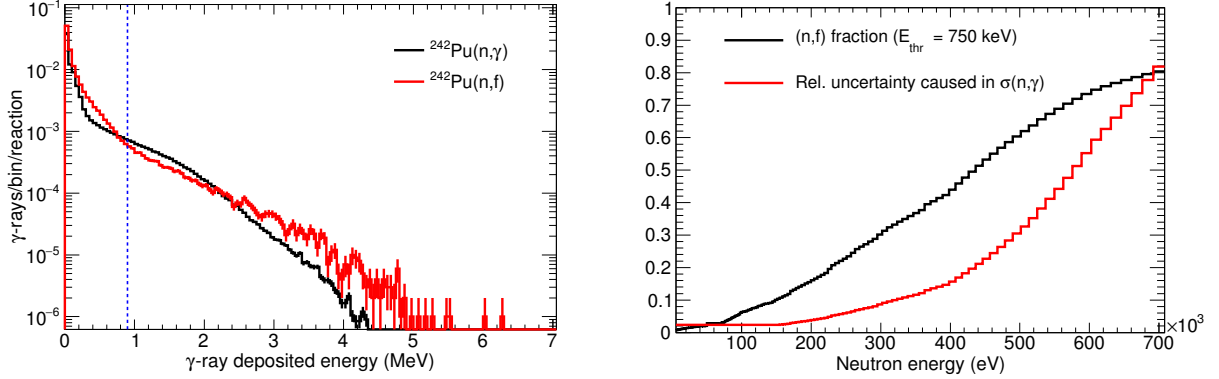 10⁻¹
10⁻²
10⁻³
10⁻⁴
10⁻⁵
10⁻⁶
γ-rays/bin/reaction
²⁴²Pu(n,γ)
²⁴²Pu(n,f)
0 1 2 3 4 5 6 7
γ-ray deposited energy (MeV)
1
0.9
0.8
0.7
0.6
0.5
0.4
0.3
0.2
0.1
0
(n,f) fraction (E_thr = 750 keV)
Rel. uncertainty caused in σ(n,γ)
100 200 300 400 500 600 700
×10³
Neutron energy (eV)